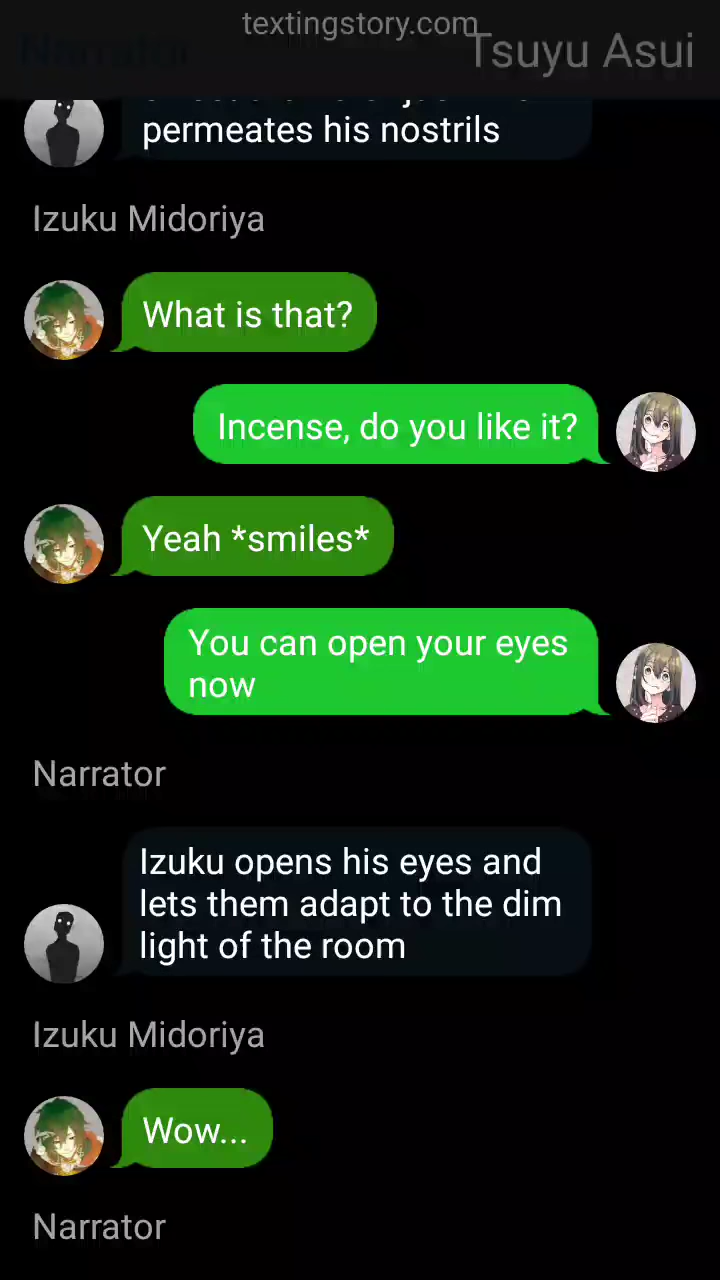 textingstory.com
Narrator
Tsuyu Asui
permeates his nostrils
Izuku Midoriya
What is that?
Incense, do you like it?
Yeah *smiles*
You can open your eyes
now
Narrator
Izuku opens his eyes and
lets them adapt to the dim
light of the room
Izuku Midoriya
Wow...
Narrator